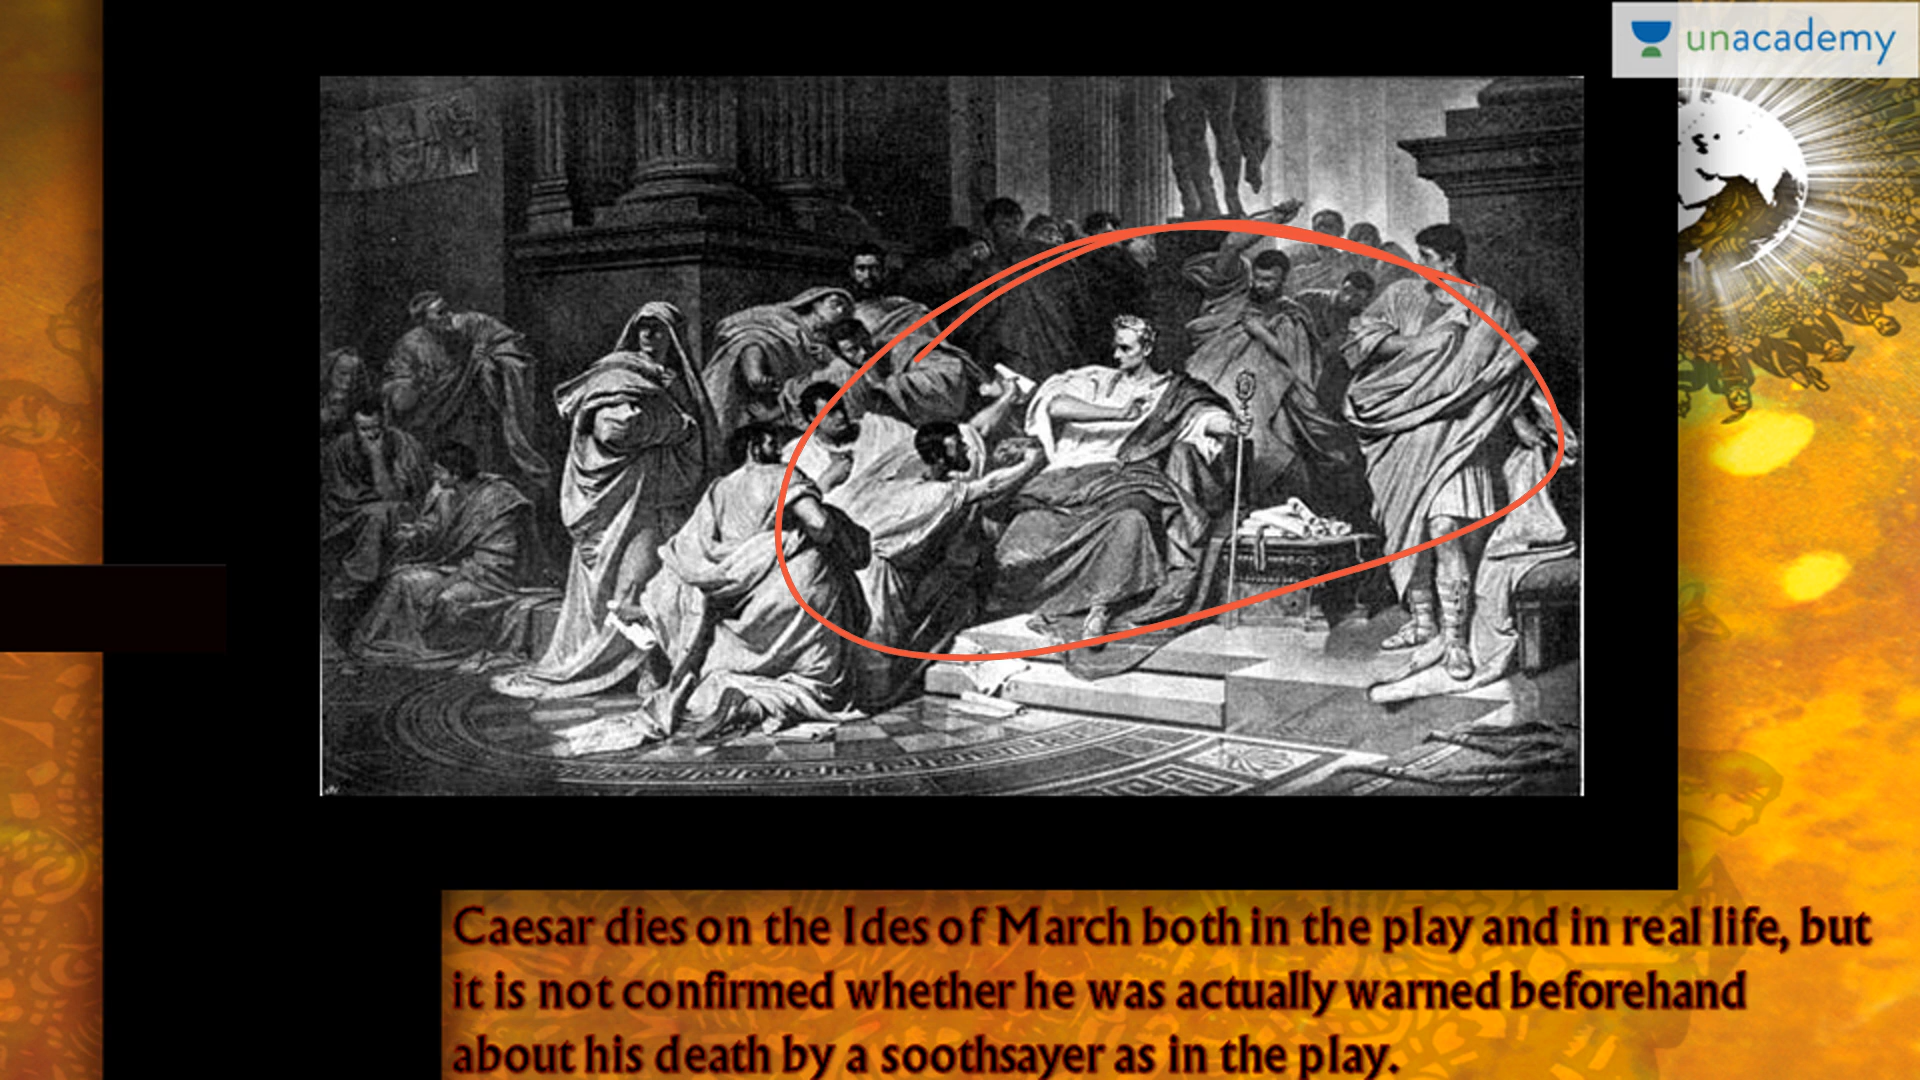 unacademy
Caesar dies on the Ides of March both in the play and in real life, but
it is not confirmed whether he was actually warned beforehand
about his death by a soothsayer as in the play.